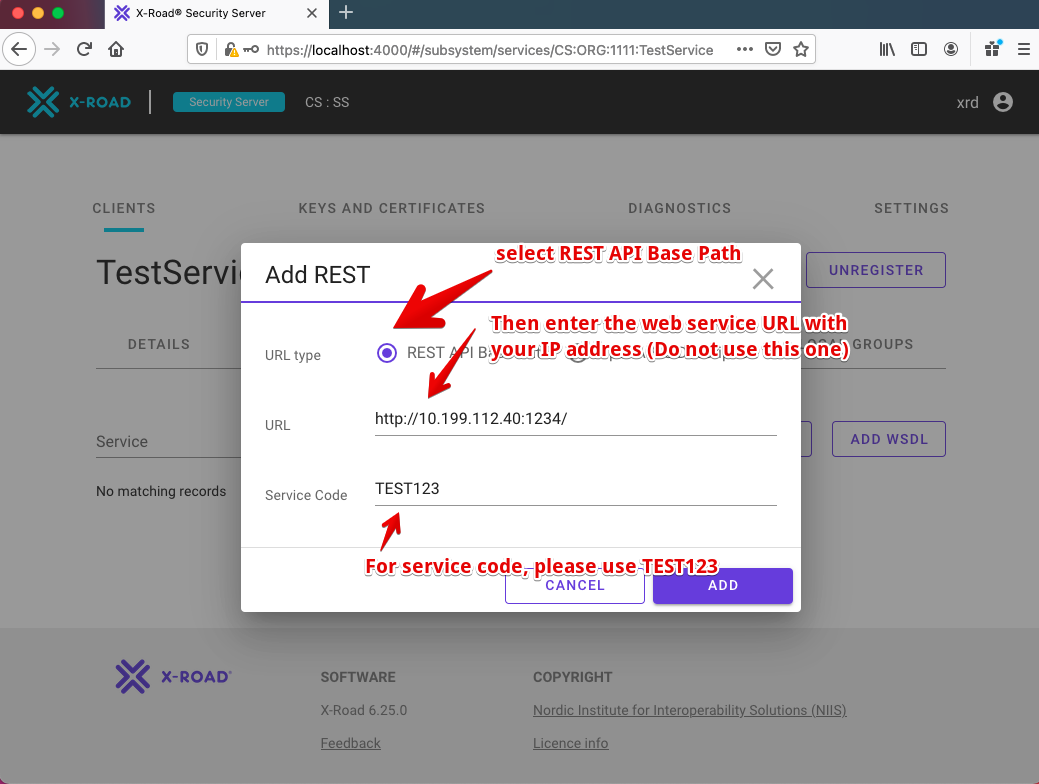 X-Road® Security Server
https://localhost:4000/#/subsystem/services/CS:ORG:1111:TestService
X-ROAD
Security Server
CS : SS
xrd
CLIENTS
KEYS AND CERTIFICATES
DIAGNOSTICS
SETTINGS
select REST API Base Path
Add REST
UNREGISTER
Then enter the web service URL with
your IP address (Do not use this one)
DETAILS
GROUPS
URL type
REST API
URL
http://10.199.112.40:1234/
Service
ADD WSDL
No matching records
Service Code
TEST123
For service code, please use TEST123
CANCEL
ADD
X-ROAD®
SOFTWARE
COPYRIGHT
X-Road 6.25.0
Nordic Institute for Interoperability Solutions (NIIS)
Feedback
Licence info